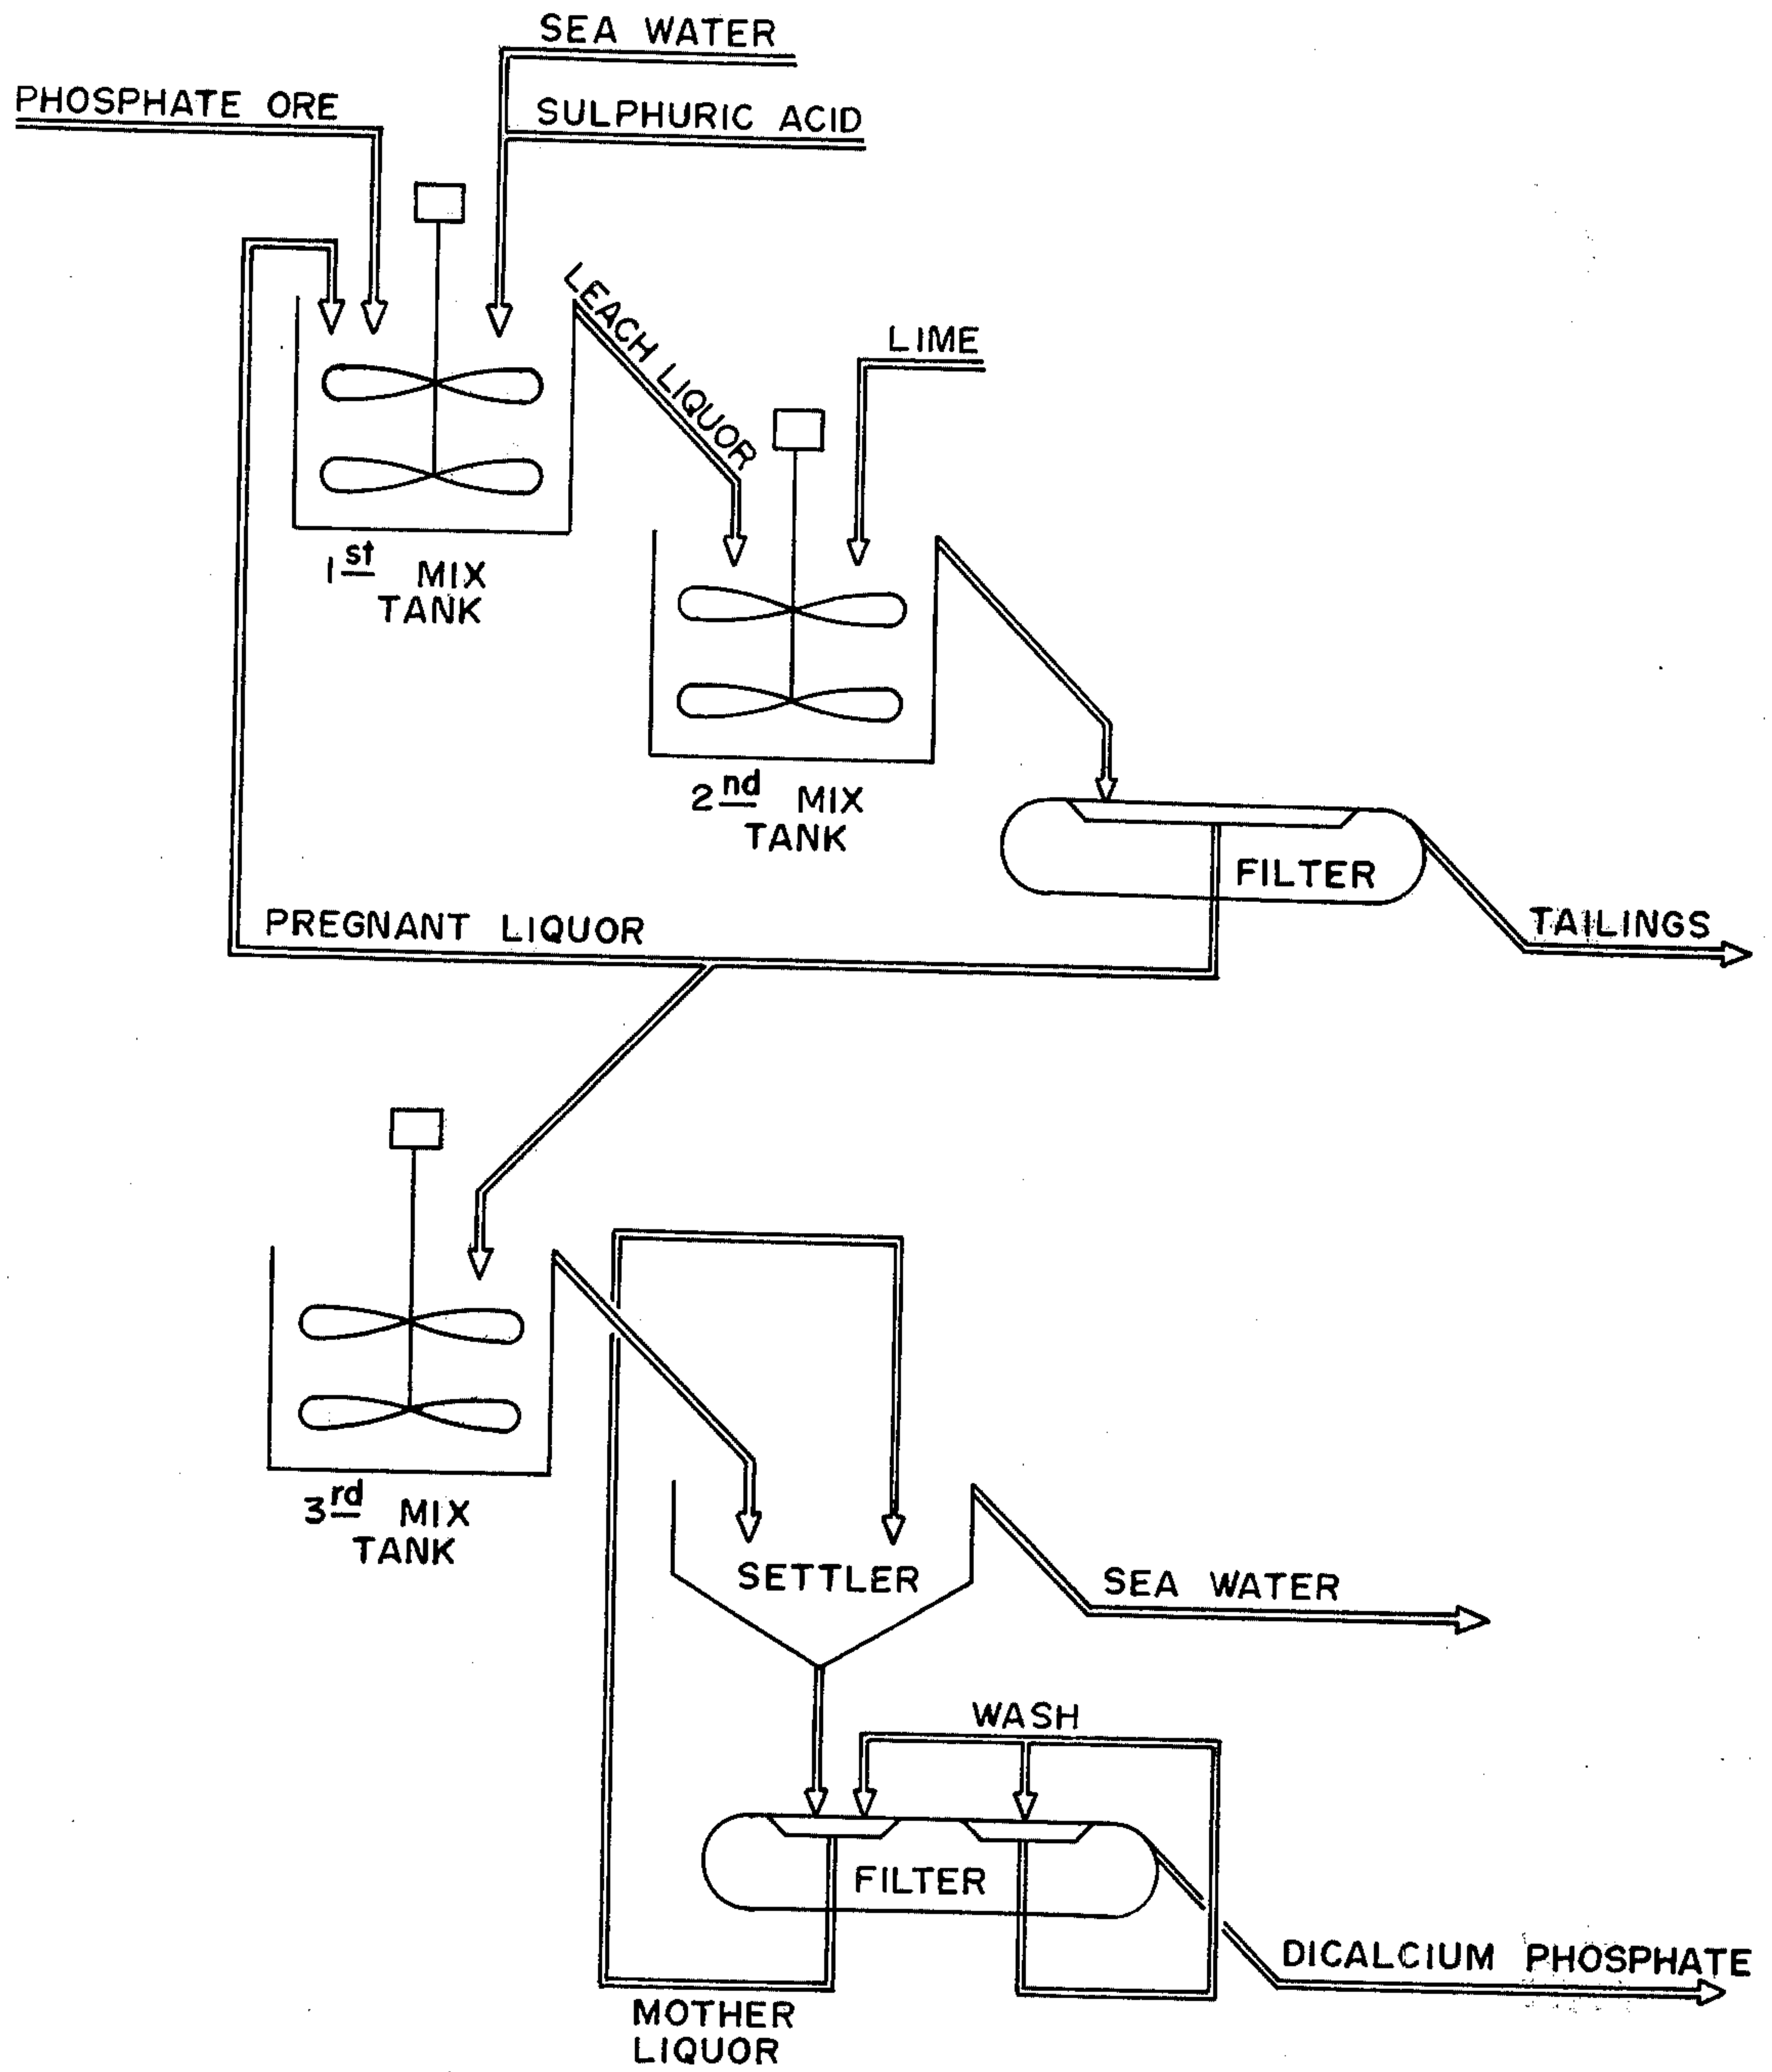 SEA WATER
PHOSPHATE ORE
SULPHURIC ACID
LEACH LIQUOR
LIME
1st MIX
TANK
2nd MIX
TANK
FILTER
PREGNANT LIQUOR
TAILINGS
3rd MIX
TANK
SETTLER
SEA WATER
WASH
FILTER
DICALCIUM PHOSPHATE
MOTHER
LIQUOR